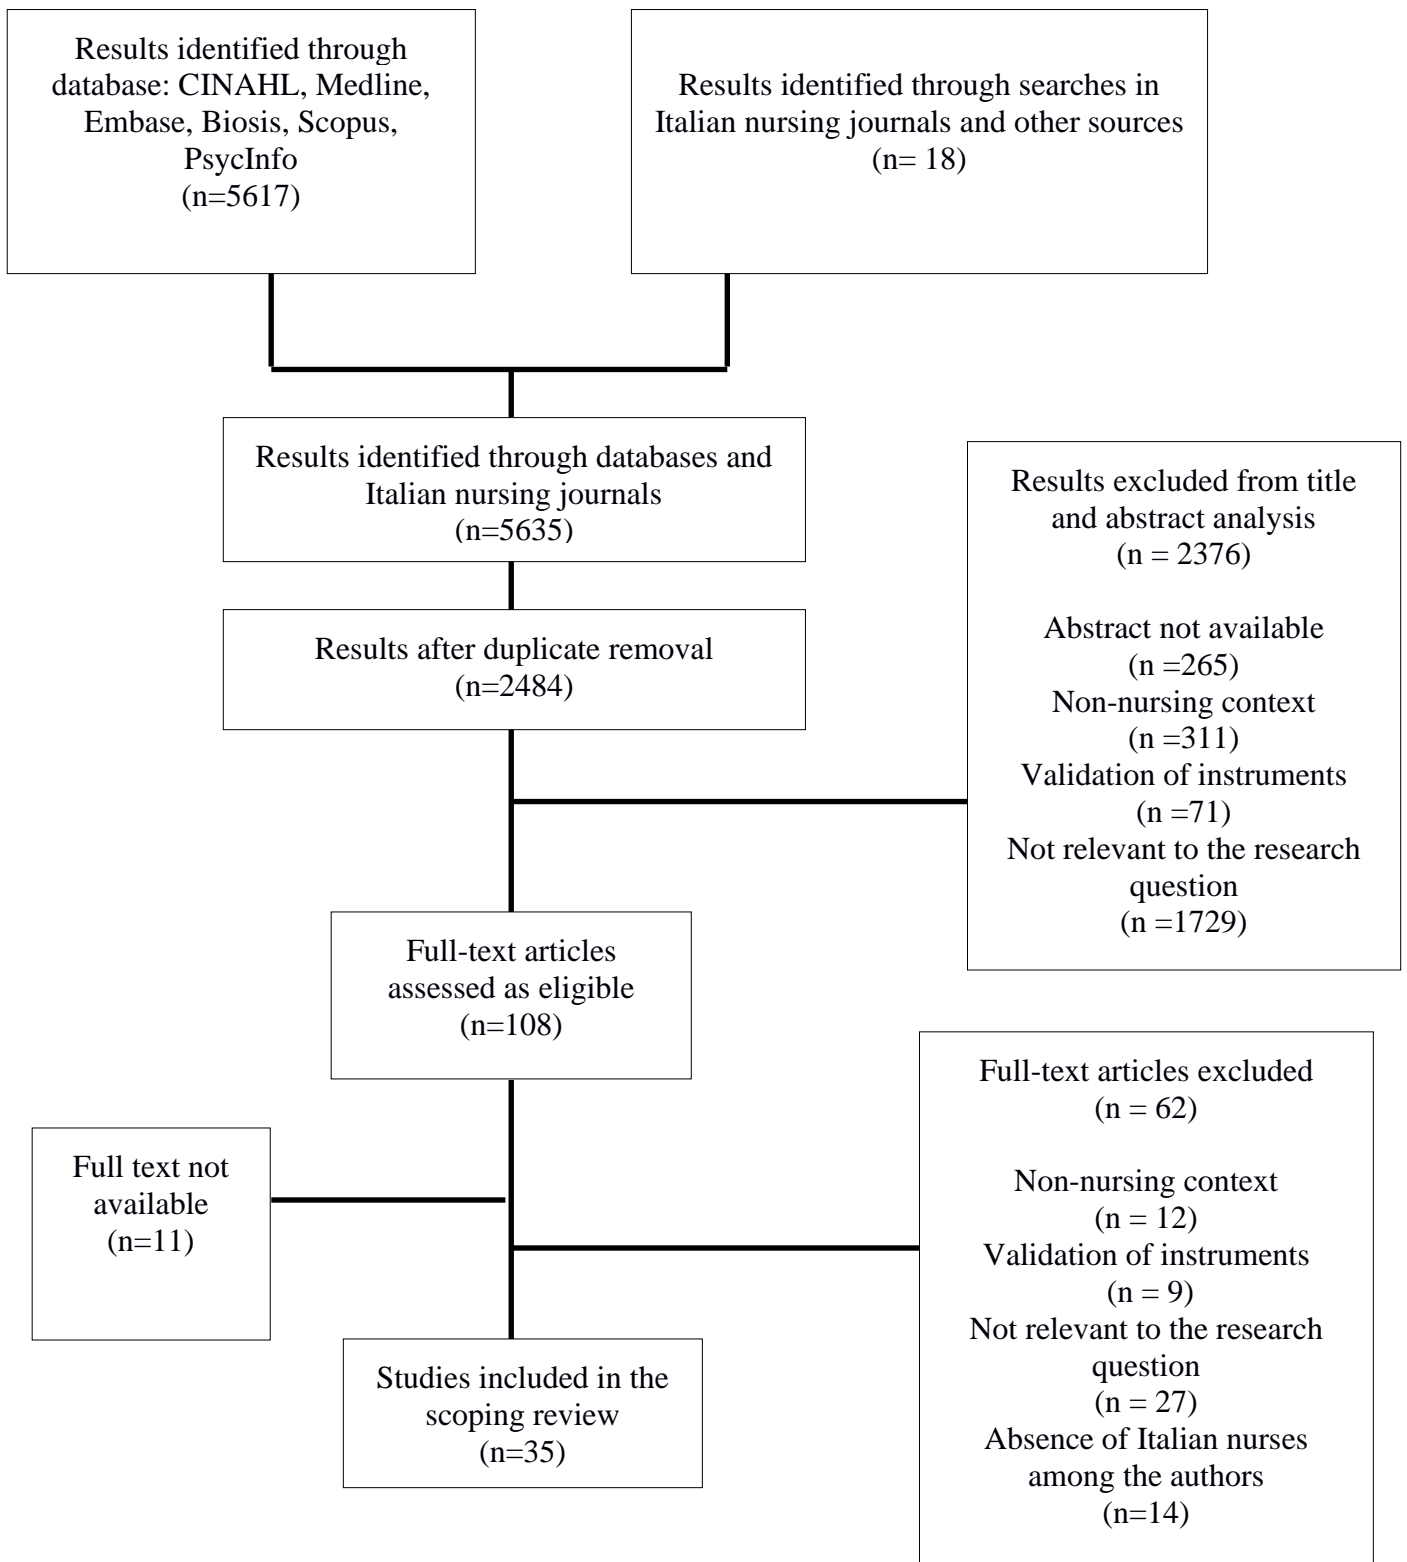 Results identified through
database: CINAHL, Medline,
Embase, Biosis, Scopus,
PsycInfo
(n=5617)
Results identified through searches in
Italian nursing journals and other sources
(n= 18)
Results identified through databases and
Italian nursing journals
(n=5635)
Results after duplicate removal
(n=2484)
Results excluded from title
and abstract analysis
(n = 2376)
Abstract not available
(n =265)
Non-nursing context
(n =311)
Validation of instruments
(n =71)
Not relevant to the research
question
(n =1729)
Full-text articles
assessed as eligible
(n=108)
Full text not
available
(n=11)
Full-text articles excluded
(n = 62)
Non-nursing context
(n = 12)
Validation of instruments
(n = 9)
Not relevant to the research
question
(n = 27)
Absence of Italian nurses
among the authors
(n=14)
Studies included in the
scoping review
(n=35)